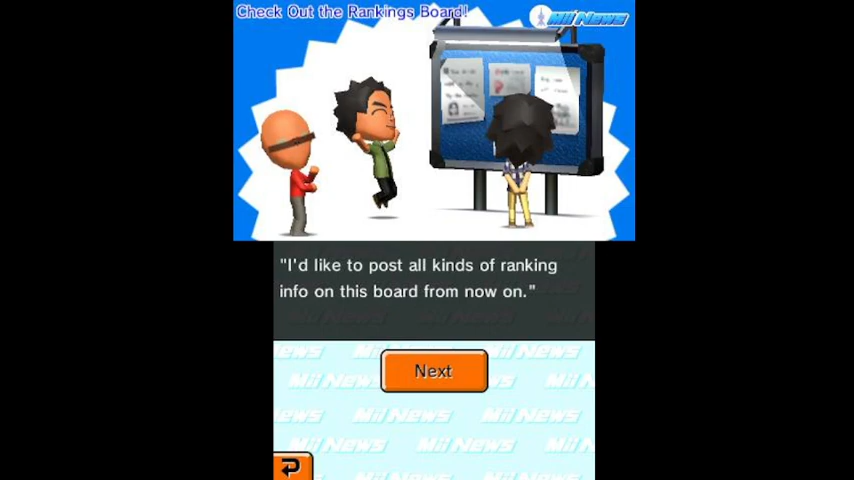 Check Out the Rankings Board!
Mii News
"I'd like to post all kinds of ranking
info on this board from now on."
Next